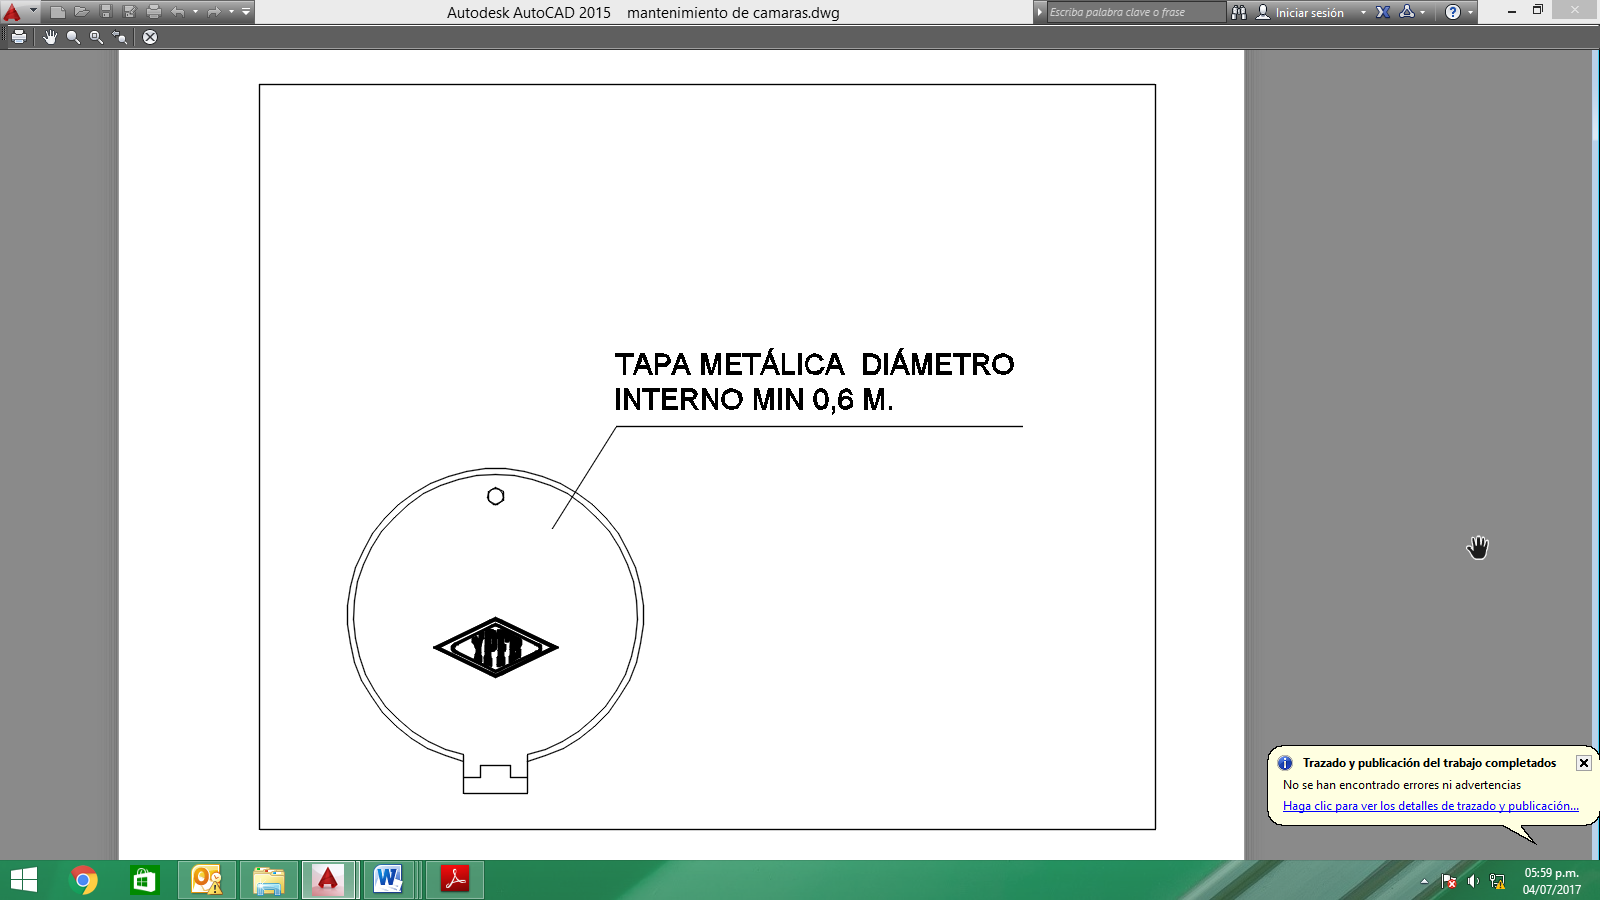 Autodesk AutoCAD 2015 mantenimiento de camaras.dwg
Escriba palabra clave o frase
Iniciar sesión
TAPA METÁLICA DIÁMETRO
INTERNO MIN 0,6 M.
YPFB
Trazado y publicación del trabajo completados
No se han encontrado errores ni advertencias
Haga clic para ver los detalles de trazado y publicación...
05:59 p.m.
04/07/2017